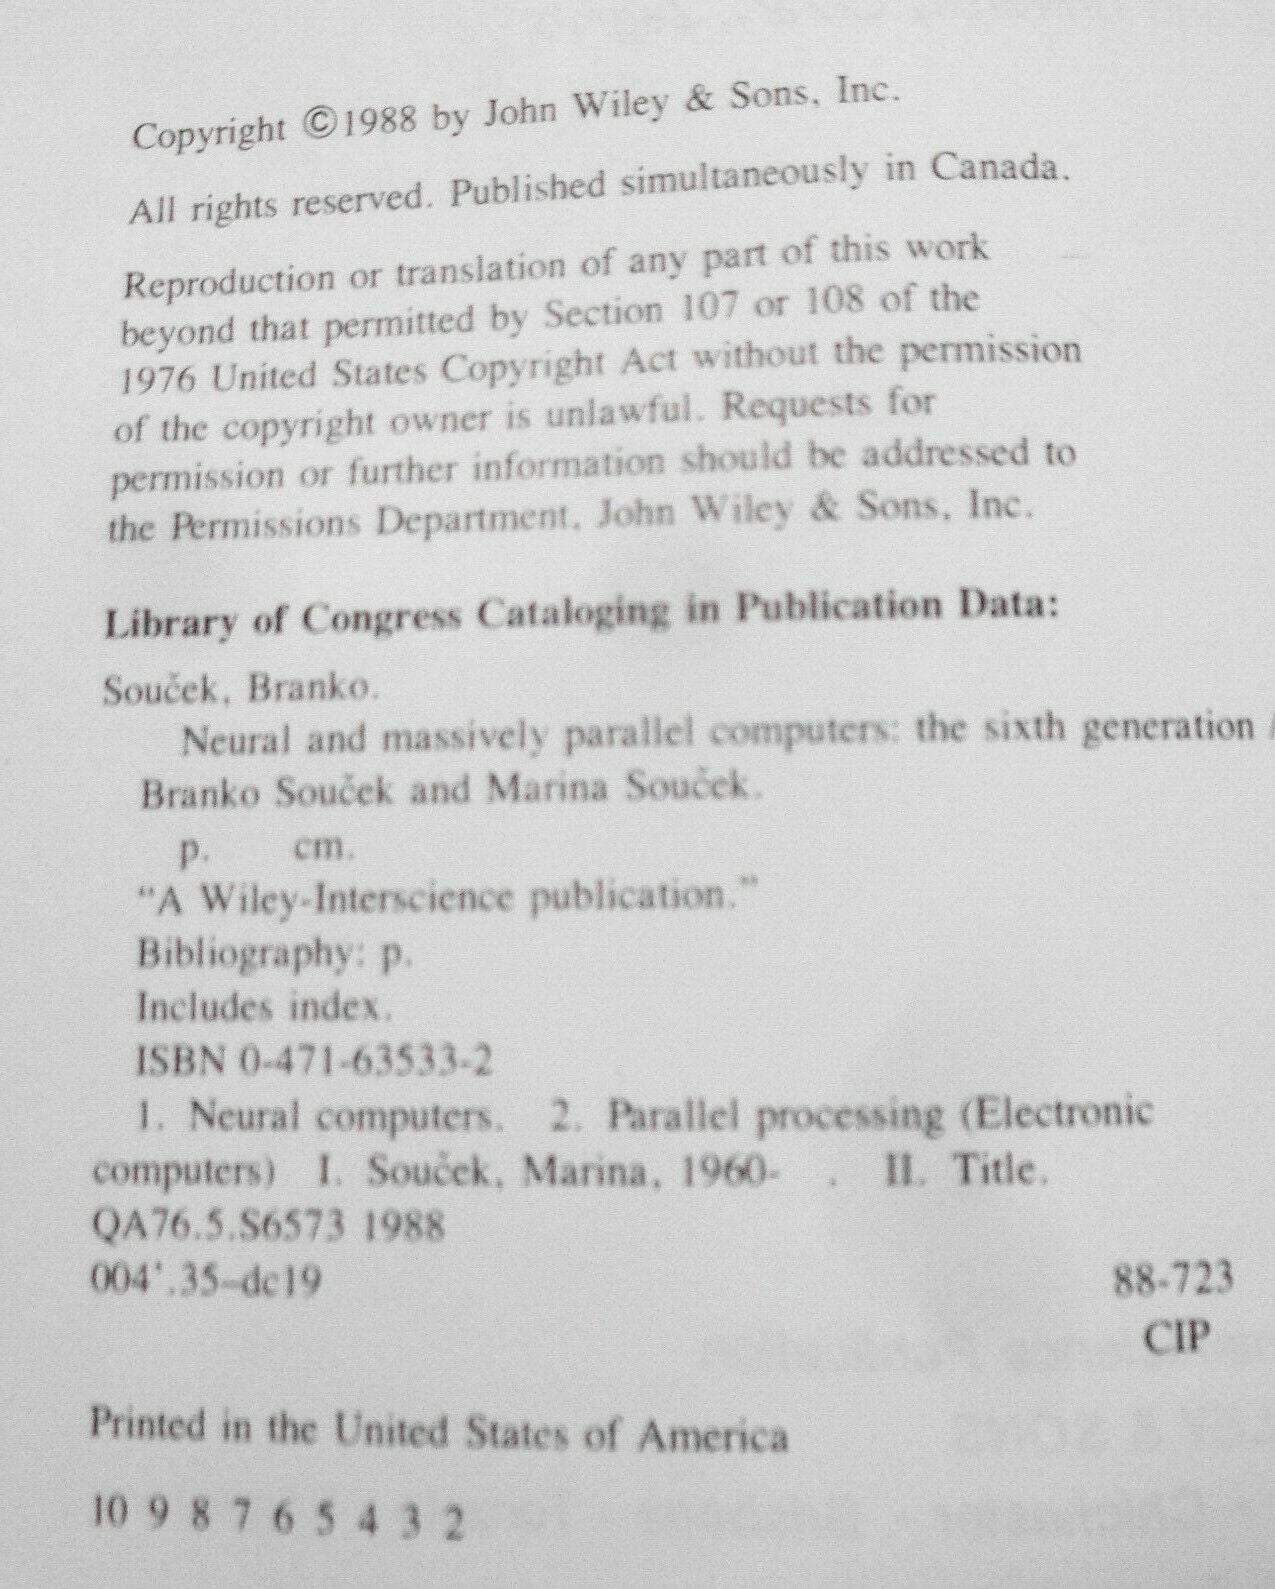 Copyright ©1988 by John Wiley & Sons, Inc.
All rights reserved. Published simultaneously in Canada.
Reproduction or translation of any part of this work
beyond that permitted by Section 107 or 108 of the
1976 United States Copyright Act without the permission
of the copyright owner is unlawful. Requests for
permission or further information should be addressed to
the Permissions Department, John Wiley & Sons, Inc.
Library of Congress Cataloging in Publication Data:
Souček, Branko.
Neural and massively parallel computers: the sixth generation /
Branko Souček and Marina Souček.
p. cm.
"A Wiley-Interscience publication."
Bibliography: p.
Includes index.
ISBN 0-471-63533-2
1. Neural computers. 2. Parallel processing (Electronic
computers) I. Souček, Marina, 1960- . II. Title.
QA76.5.S6573 1988
004'.35–dc19 88-723
CIP
Printed in the United States of America
10 9 8 7 6 5 4 3 2